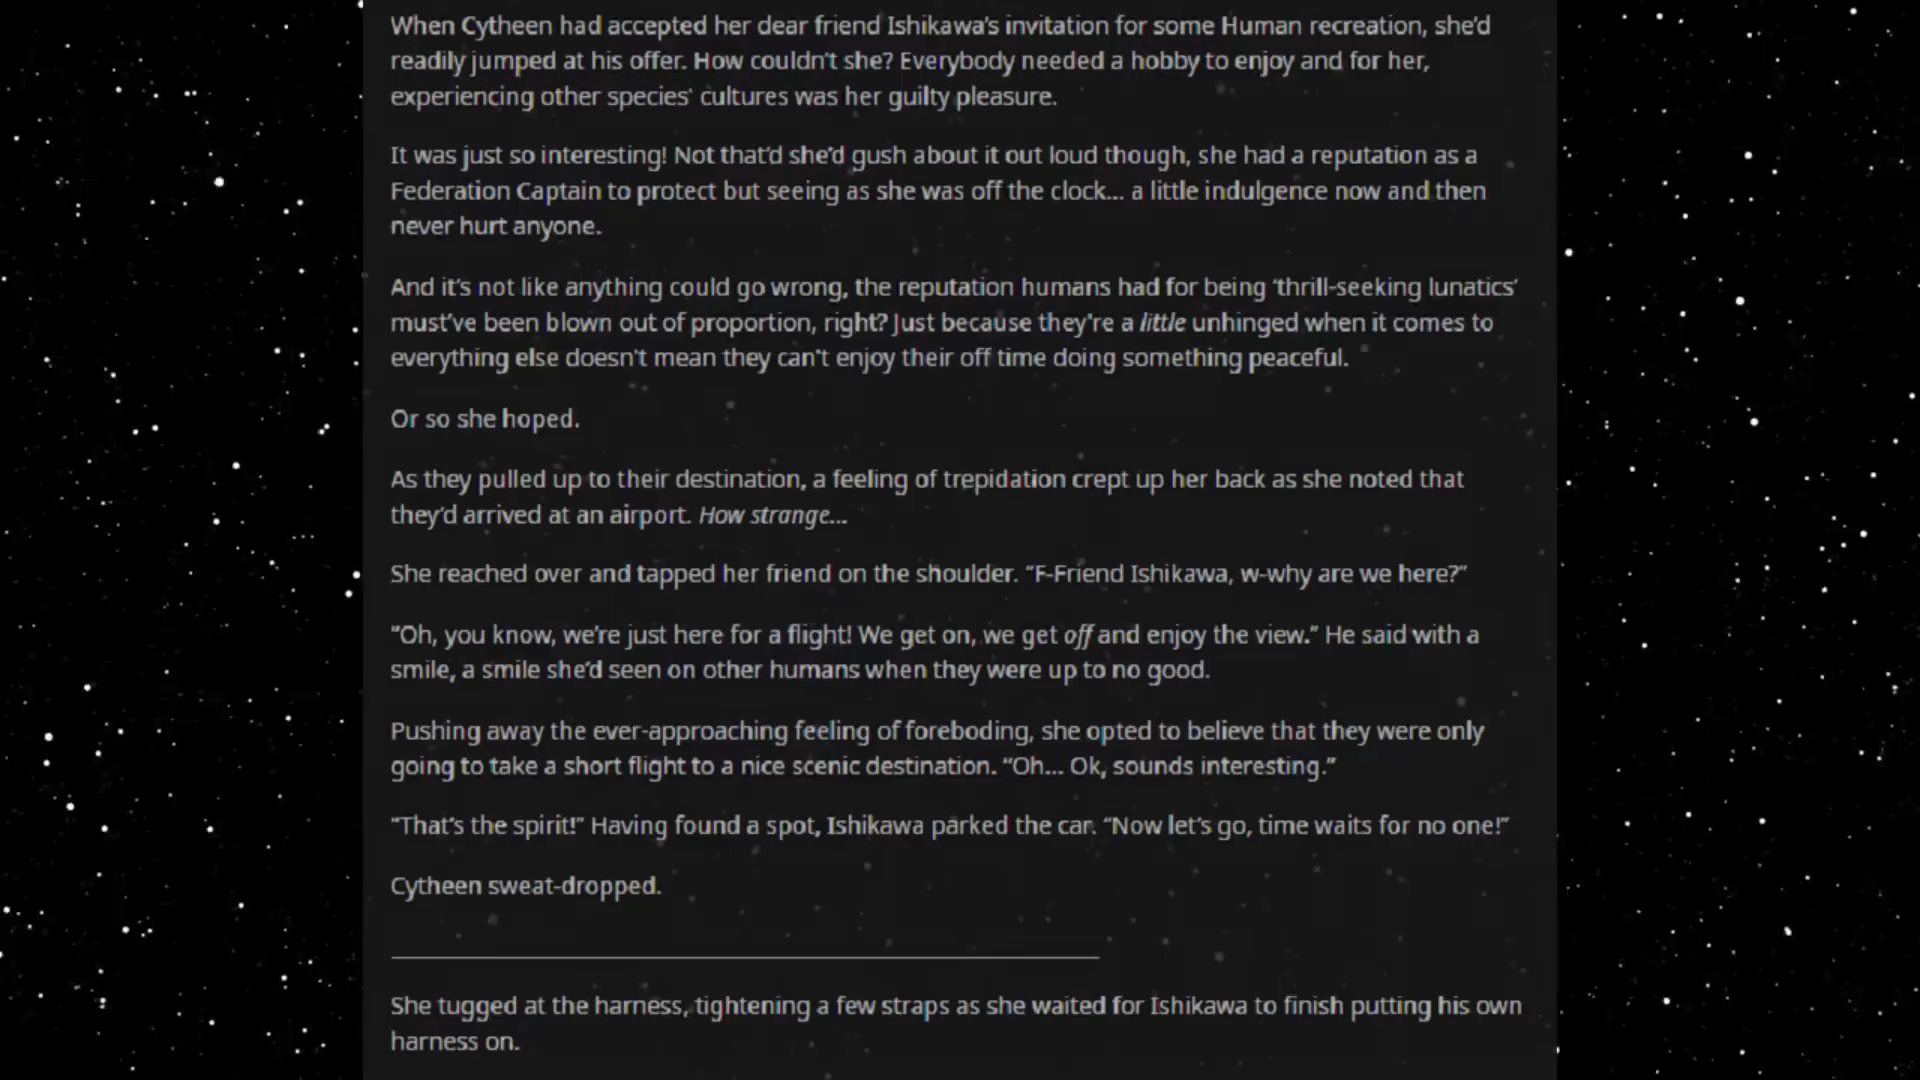 When Cytheen had accepted her dear friend Ishikawa’s invitation for some Human recreation, she’d
readily jumped at his offer. How couldn’t she? Everybody needed a hobby to enjoy and for her,
experiencing other species’ cultures was her guilty pleasure.
It was just so interesting! Not that’d she’d gush about it out loud though, she had a reputation as a
Federation Captain to protect but seeing as she was off the clock... a little indulgence now and then
never hurt anyone.
And it’s not like anything could go wrong, the reputation humans had for being ‘thrill-seeking lunatics’
must’ve been blown out of proportion, right? Just because they’re a little unhinged when it comes to
everything else doesn’t mean they can’t enjoy their off time doing something peaceful.
Or so she hoped.
As they pulled up to their destination, a feeling of trepidation crept up her back as she noted that
they’d arrived at an airport. How strange...
She reached over and tapped her friend on the shoulder. “F-Friend Ishikawa, w-why are we here?”
“Oh, you know, we’re just here for a flight! We get on, we get off and enjoy the view.” He said with a
smile, a smile she’d seen on other humans when they were up to no good.
Pushing away the ever-approaching feeling of foreboding, she opted to believe that they were only
going to take a short flight to a nice scenic destination. “Oh... Ok, sounds interesting.”
“That’s the spirit!” Having found a spot, Ishikawa parked the car. “Now let’s go, time waits for no one!”
Cytheen sweat-dropped.
She tugged at the harness, tightening a few straps as she waited for Ishikawa to finish putting his own
harness on.